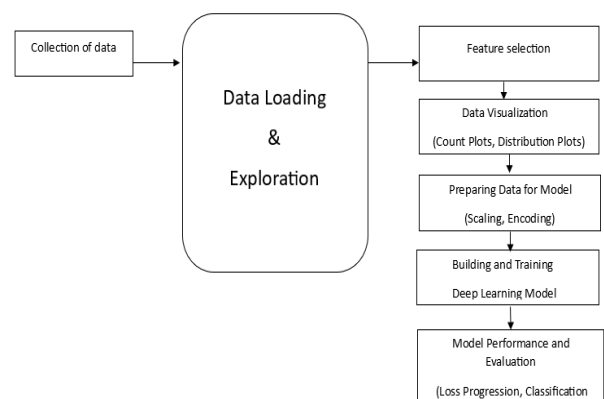 Collection of data
Data Loading
&
Exploration
Feature selection
Data Visualization
(Count Plots, Distribution Plots)
Preparing Data for Model
(Scaling, Encoding)
Building and Training
Deep Learning Model
Model Performance and
Evaluation
(Loss Progression, Classification